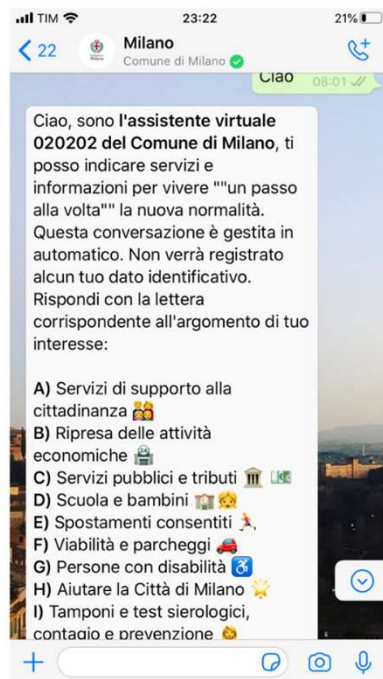 TIM 23:22 21%
22 Milano
Comune di Milano
Ciao 08:01
Ciao, sono l'assistente virtuale
020202 del Comune di Milano, ti
posso indicare servizi e
informazioni per vivere ""un passo
alla volta"" la nuova normalità.
Questa conversazione è gestita in
automatico. Non verrà registrato
alcun tuo dato identificativo.
Rispondi con la lettera
corrispondente all'argomento di tuo
interesse:
A) Servizi di supporto alla
cittadinanza 👭
B) Ripresa delle attività
economiche 🏤
C) Servizi pubblici e tributi 🏛 💵
D) Scuola e bambini 🏫 👧
E) Spostamenti consentiti 🏃‍♀️
F) Viabilità e parcheggi 🚗
G) Persone con disabilità ♿
H) Aiutare la Città di Milano 🌟
I) Tamponi e test sierologici,
contagio e prevenzione 👩